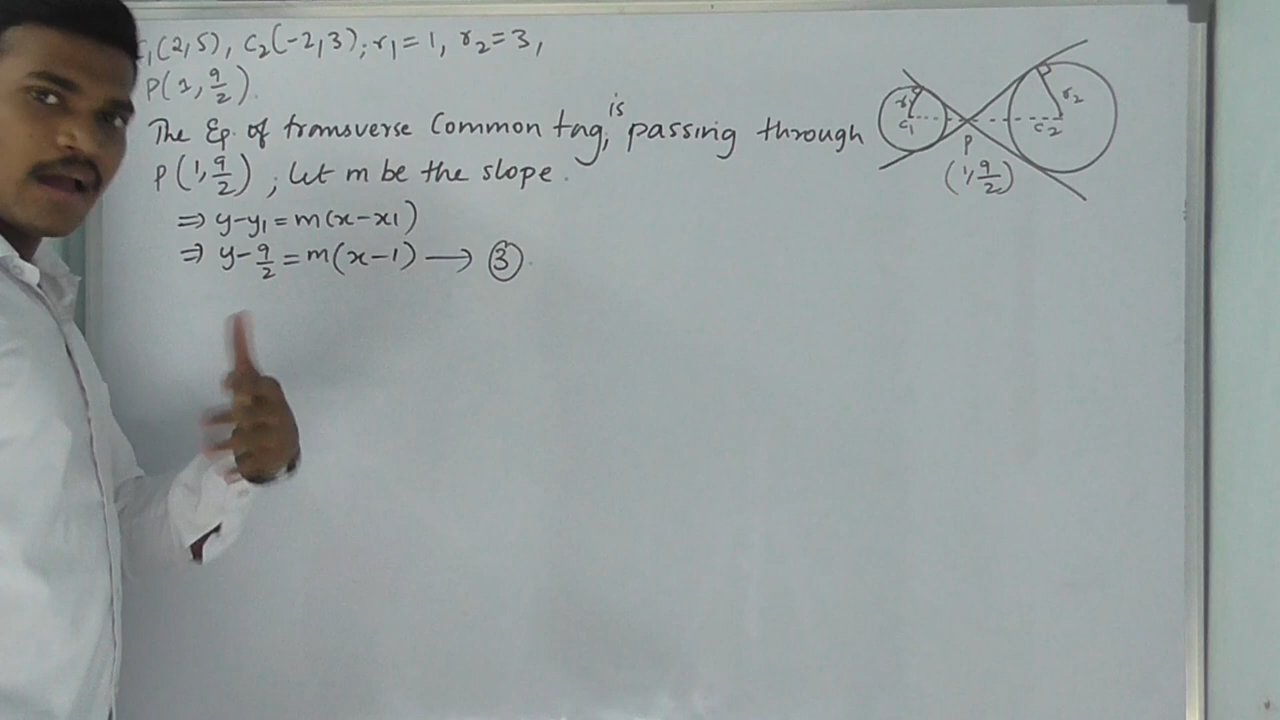 C₁(2,5), C₂(-2,3); r₁ = 1, r₂ = 3,
P(1, 9/2).
The Eq. of transverse Common tag, is passing through
P(1, 9/2), let m be the slope.
⇒ y-y₁ = m(x-x₁)
⇒ y - 9/2 = m(x-1) → ③.
r₁
C₁
P
(1, 9/2)
C₂
r₂